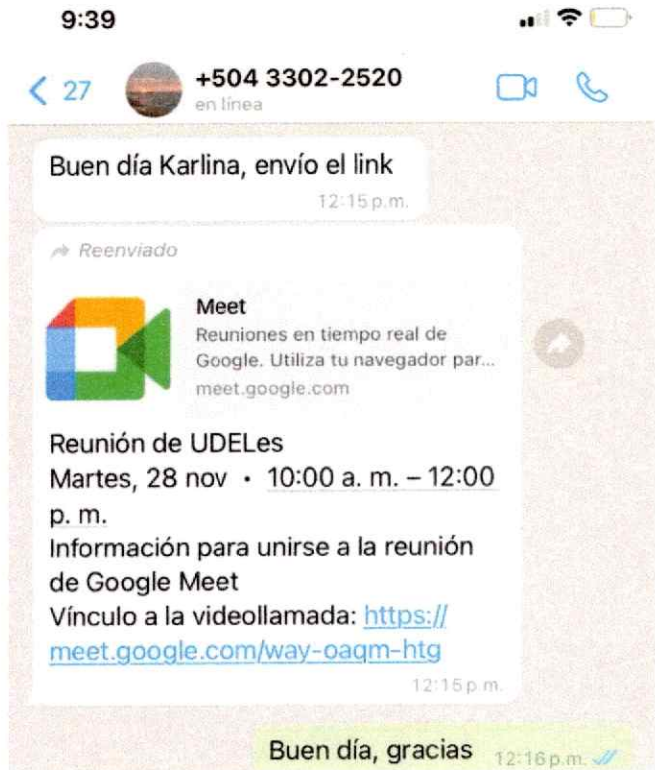 9:39
27
+504 3302-2520
en línea
Buen día Karlina, envío el link
12:15 p.m.
Reenviado
Meet
Reuniones en tiempo real de
Google. Utiliza tu navegador par...
meet.google.com
Reunión de UDELes
Martes, 28 nov · 10:00 a. m. – 12:00
p. m.
Información para unirse a la reunión
de Google Meet
Vínculo a la videollamada: https://
meet.google.com/way-oaqm-htg
12:15 p.m.
Buen día, gracias 12:16 p.m.